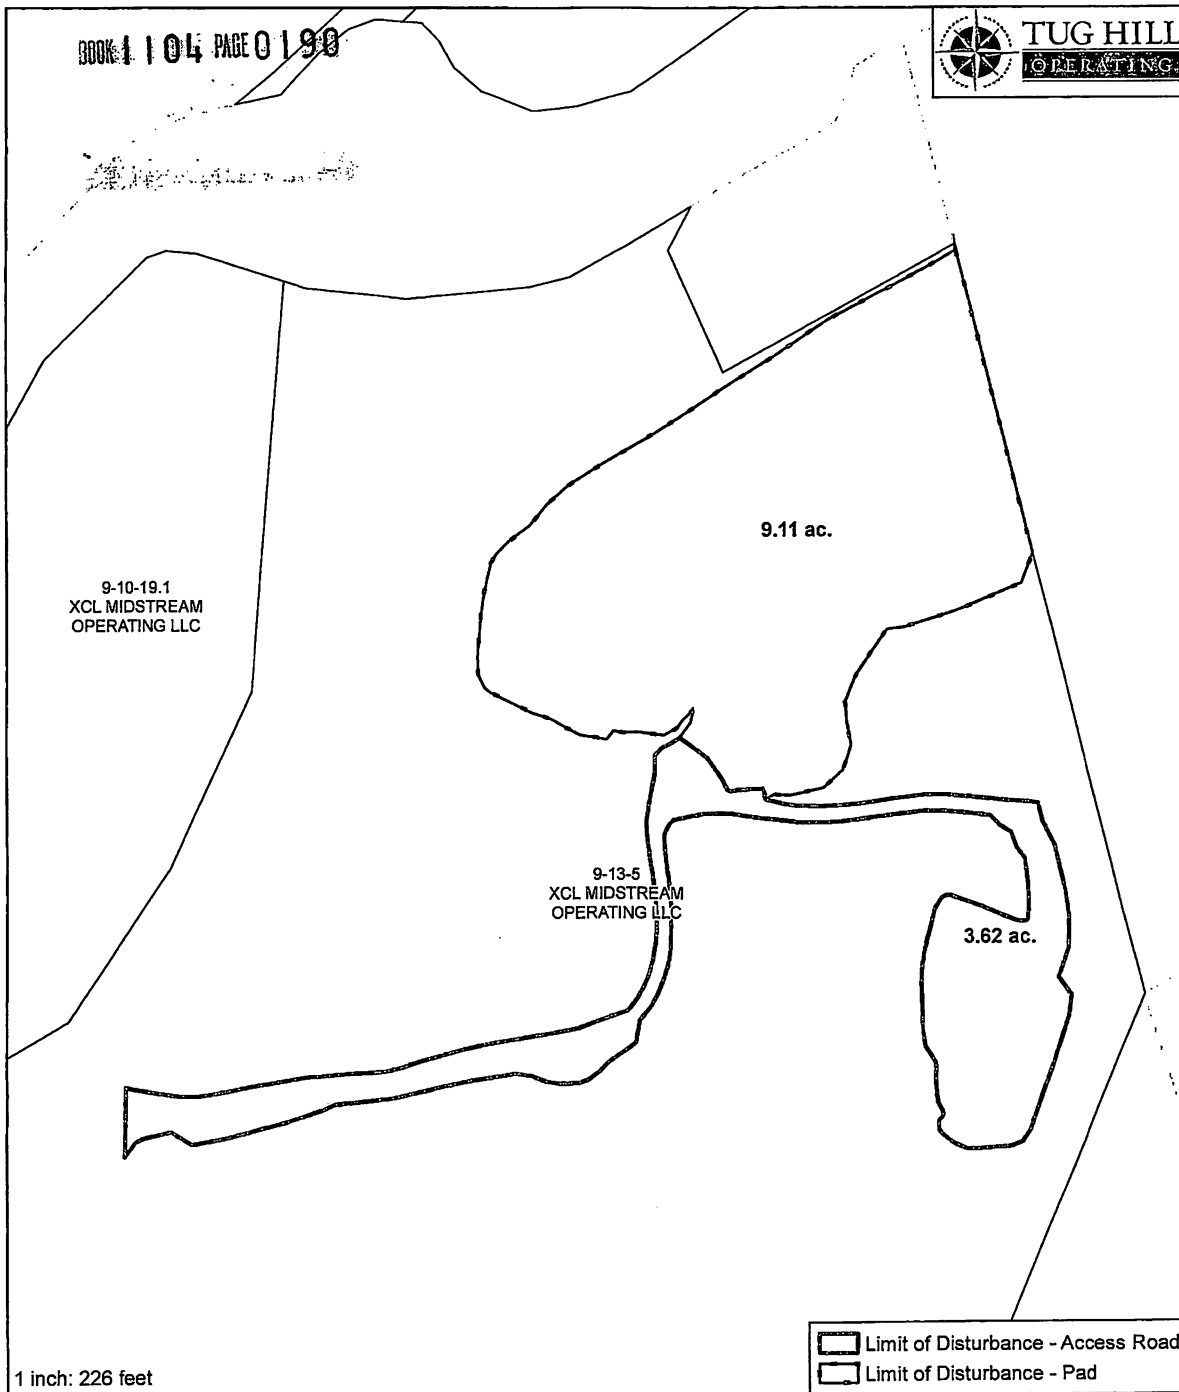 BOOK 1104 PAGE 0190
TUG HILL
OPERATING
9.11 ac.
9-10-19.1
XCL MIDSTREAM
OPERATING LLC
9-13-5
XCL MIDSTREAM
OPERATING LLC
3.62 ac.
Limit of Disturbance - Access Road
Limit of Disturbance - Pad
1 inch: 226 feet